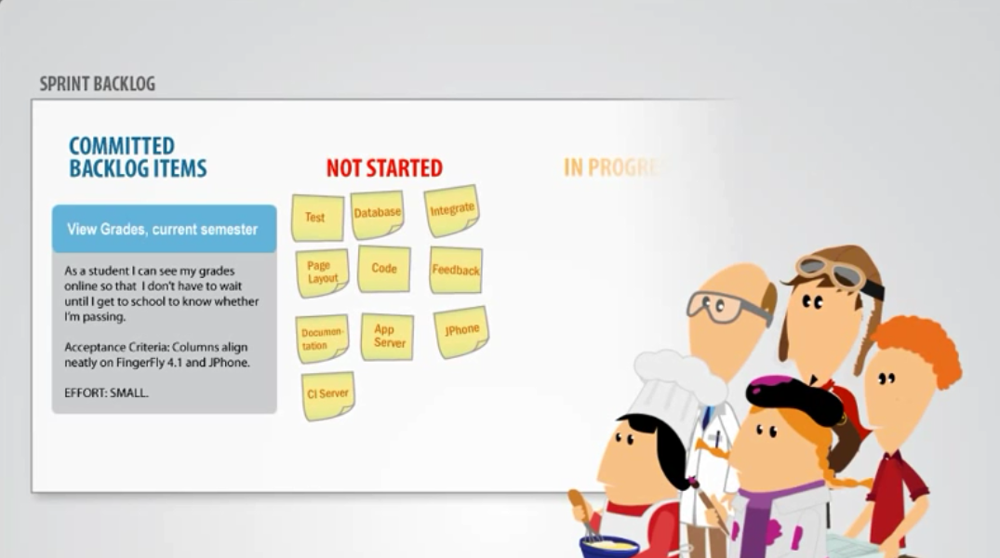 SPRINT BACKLOG
COMMITTED
BACKLOG ITEMS
NOT STARTED
IN PROGRE
View Grades, current semester
As a student I can see my grades
online so that I don't have to wait
until I get to school to know whether
I'm passing.
Acceptance Criteria: Columns align
neatly on FingerFly 4.1 and JPhone.
EFFORT: SMALL.
Test
Database
Integrate
Page
Layout
Code
Feedback
Documen-
tation
App
Server
JPhone
CI Server